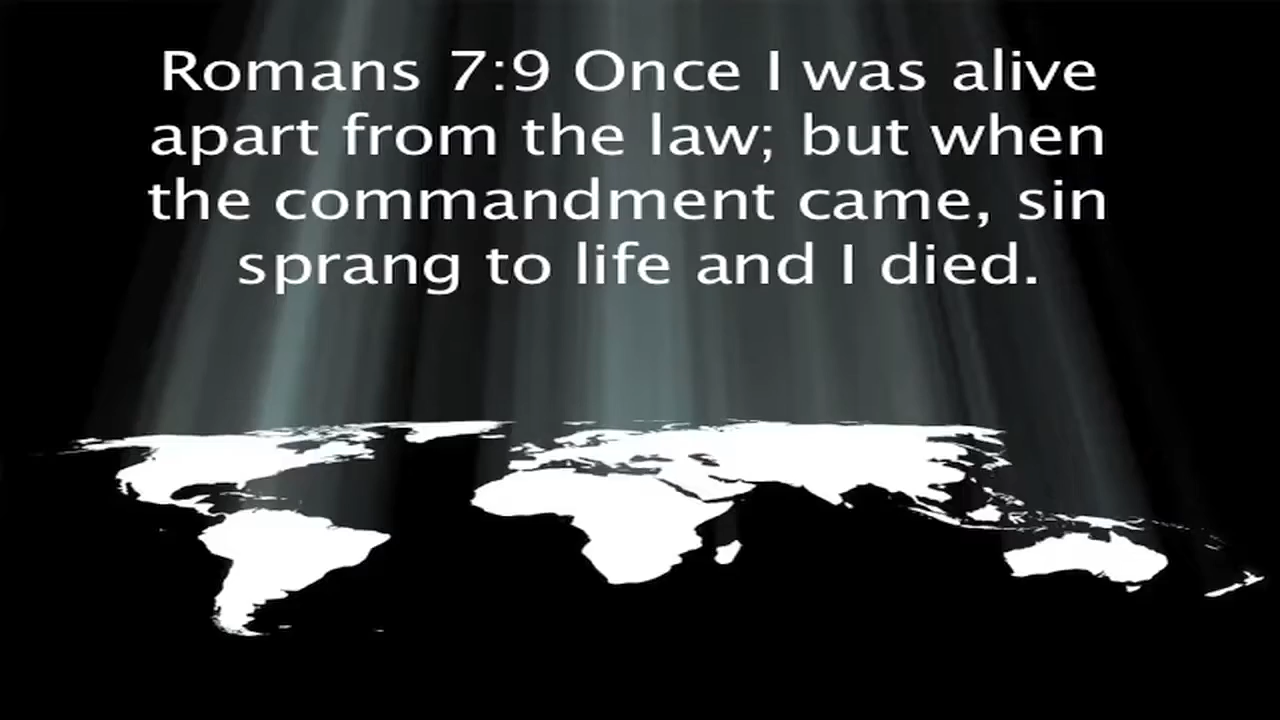 Romans 7:9 Once I was alive
apart from the law; but when
the commandment came, sin
sprang to life and I died.